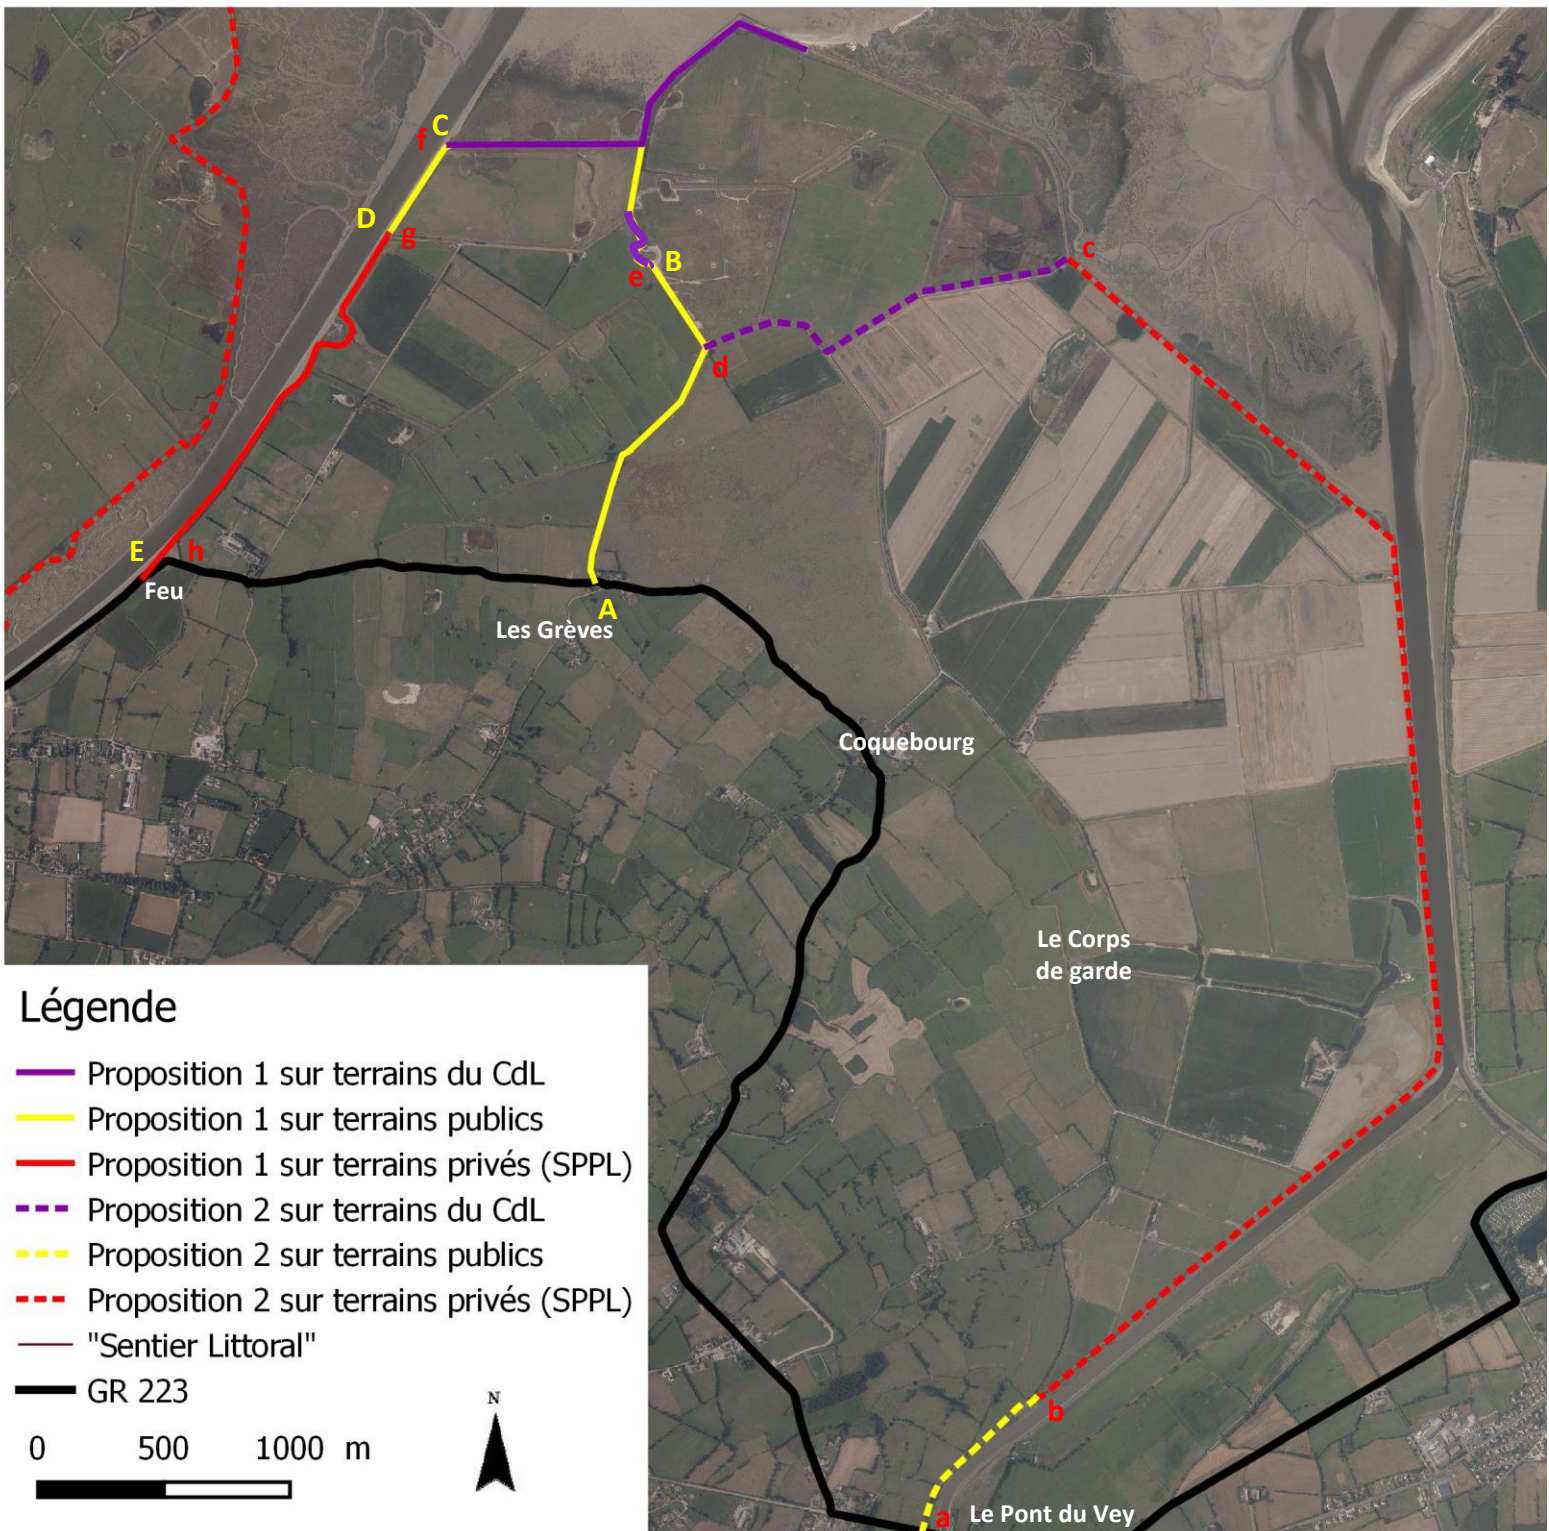 C
f
D
g
B
e
c
d
E
h
Feu
A
Les Grèves
Coquebourg
Le Corps
de garde
Légende
Proposition 1 sur terrains du CdL
Proposition 1 sur terrains publics
Proposition 1 sur terrains privés (SPPL)
Proposition 2 sur terrains du CdL
Proposition 2 sur terrains publics
Proposition 2 sur terrains privés (SPPL)
"Sentier Littoral"
GR 223
N
0 500 1000 m
b
a
Le Pont du Vey